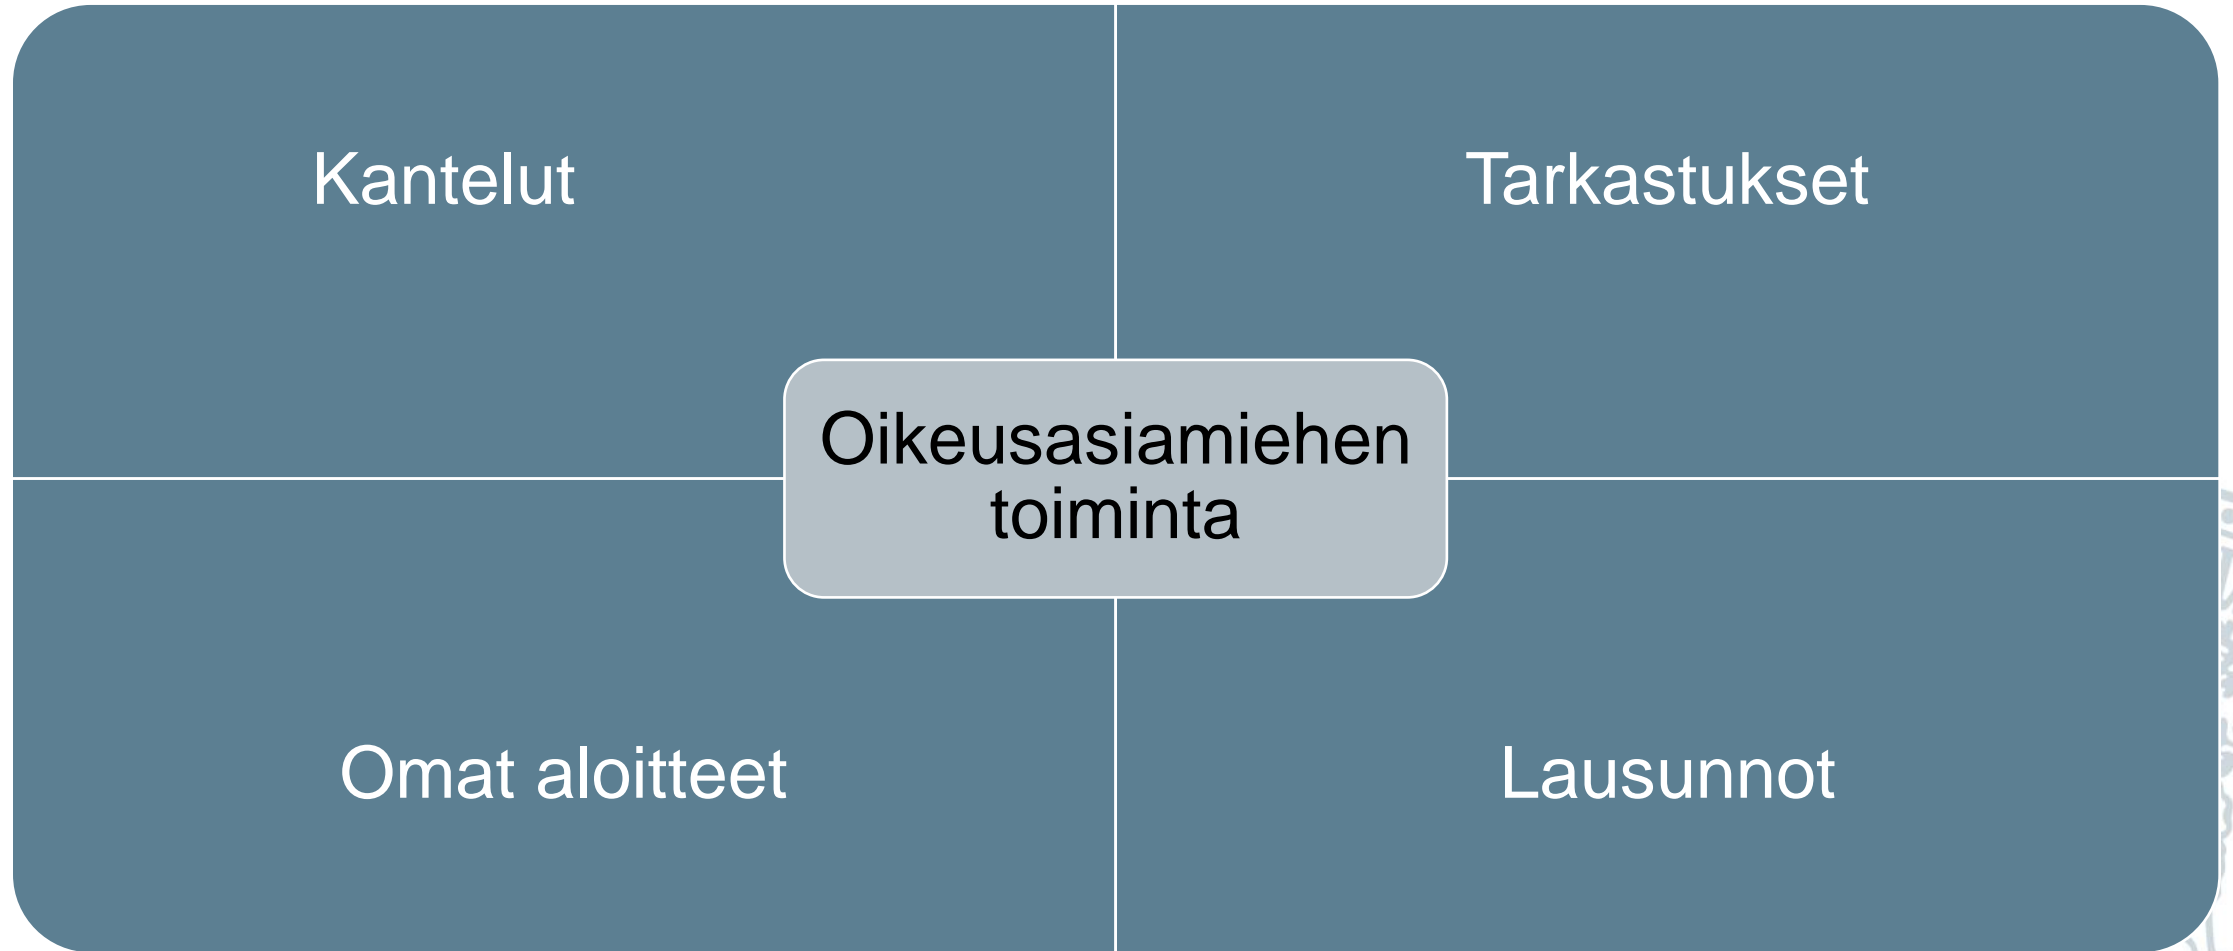 Kantelut
Tarkastukset
Oikeusasiamiehen
toiminta
Omat aloitteet
Lausunnot